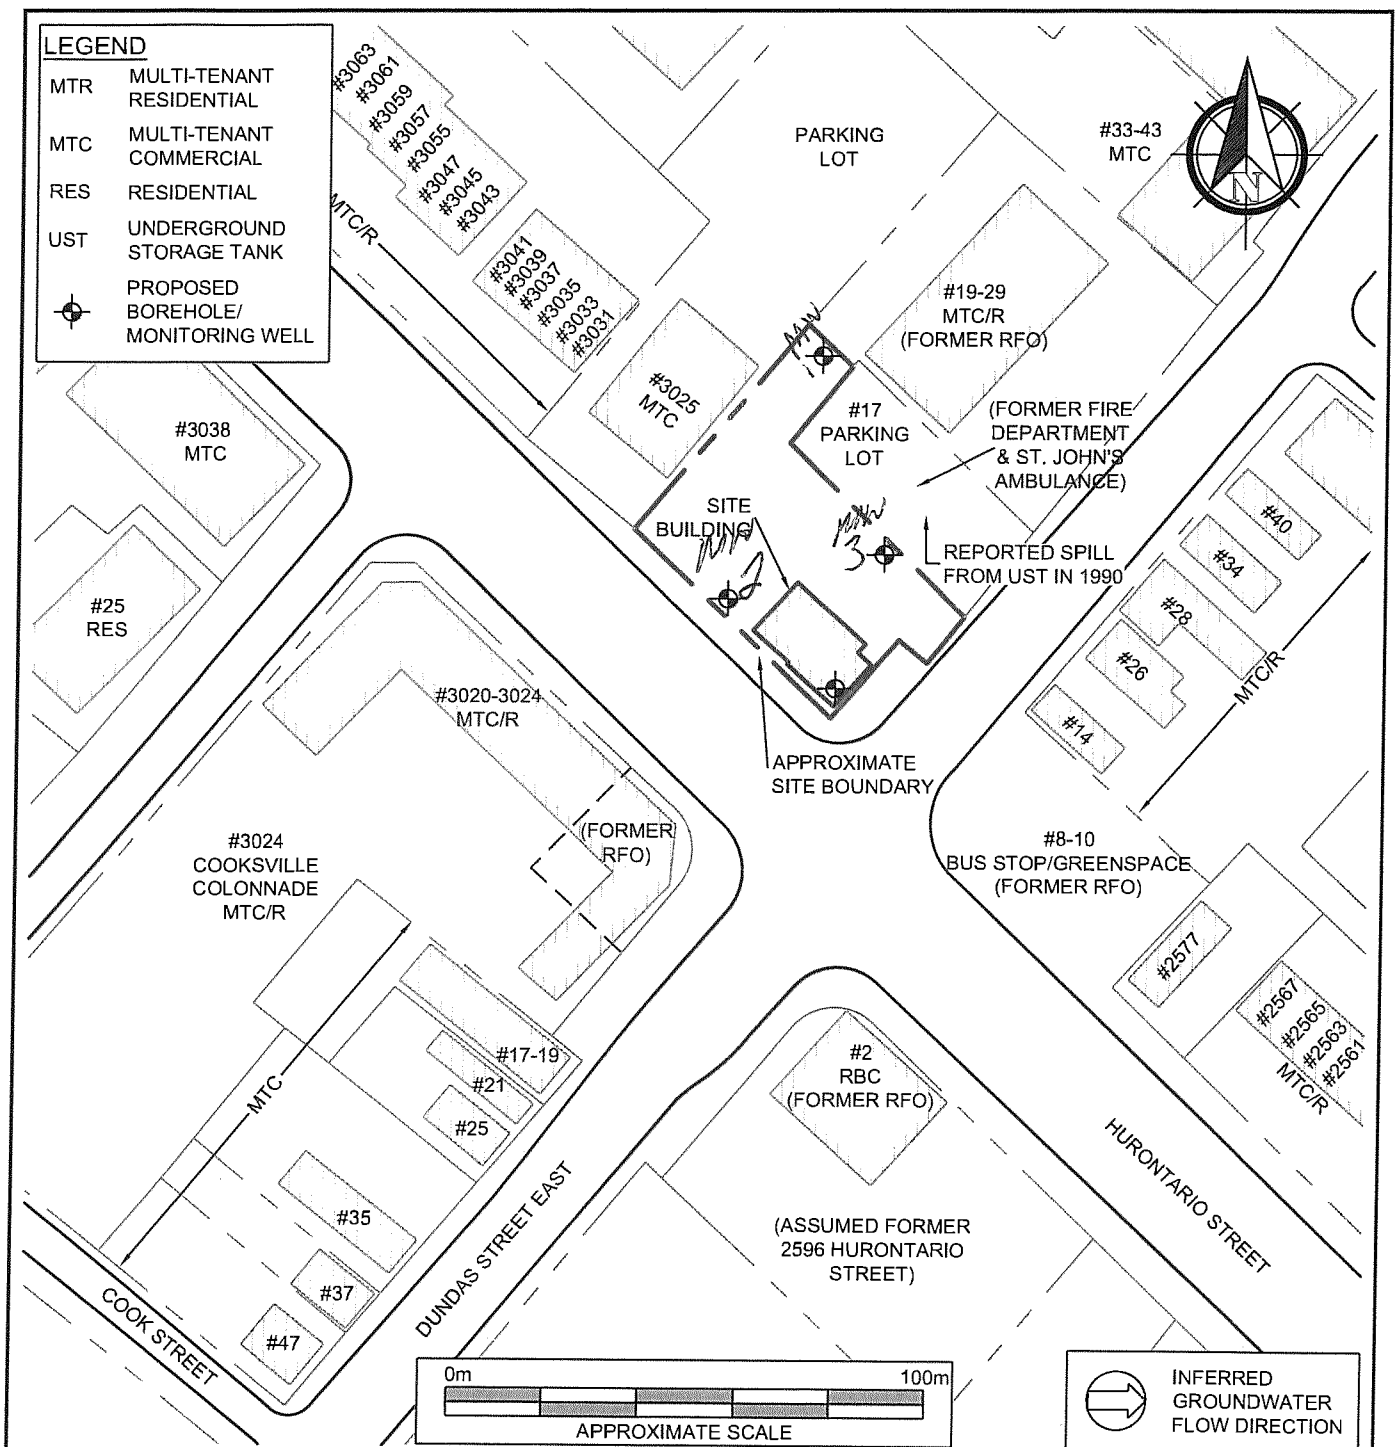 LEGEND
MTR MULTI-TENANT
RESIDENTIAL
MTC MULTI-TENANT
COMMERCIAL
RES RESIDENTIAL
UST UNDERGROUND
STORAGE TANK
PROPOSED
BOREHOLE/
MONITORING WELL
#3063
#3061
#3059
#3057
#3055
#3047
#3045
#3043
MTC/R
#3041
#3039
#3037
#3035
#3033
#3031
#3025
MTC
PARKING
LOT
#33-43
MTC
N
#19-29
MTC/R
(FORMER RFO)
MW
1
#17
PARKING
LOT
(FORMER FIRE
DEPARTMENT
& ST. JOHN'S
AMBULANCE)
#3038
MTC
SITE
BUILDING
MW
2
MW
3
REPORTED SPILL
FROM UST IN 1990
#40
#34
#28
#26
#14
MTC/R
#25
RES
#3020-3024
MTC/R
APPROXIMATE
SITE BOUNDARY
(FORMER
RFO)
#3024
COOKSVILLE
COLONNADE
MTC/R
#8-10
BUS STOP/GREENSPACE
(FORMER RFO)
#2577
#2567
#2565
#2563
#2561
MTC/R
#17-19
#21
#25
MTC
#35
#37
#47
#2
RBC
(FORMER RFO)
(ASSUMED FORMER
2596 HURONTARIO
STREET)
HURONTARIO STREET
DUNDAS STREET EAST
COOK STREET
0m 100m
APPROXIMATE SCALE
INFERRED
GROUNDWATER
FLOW DIRECTION